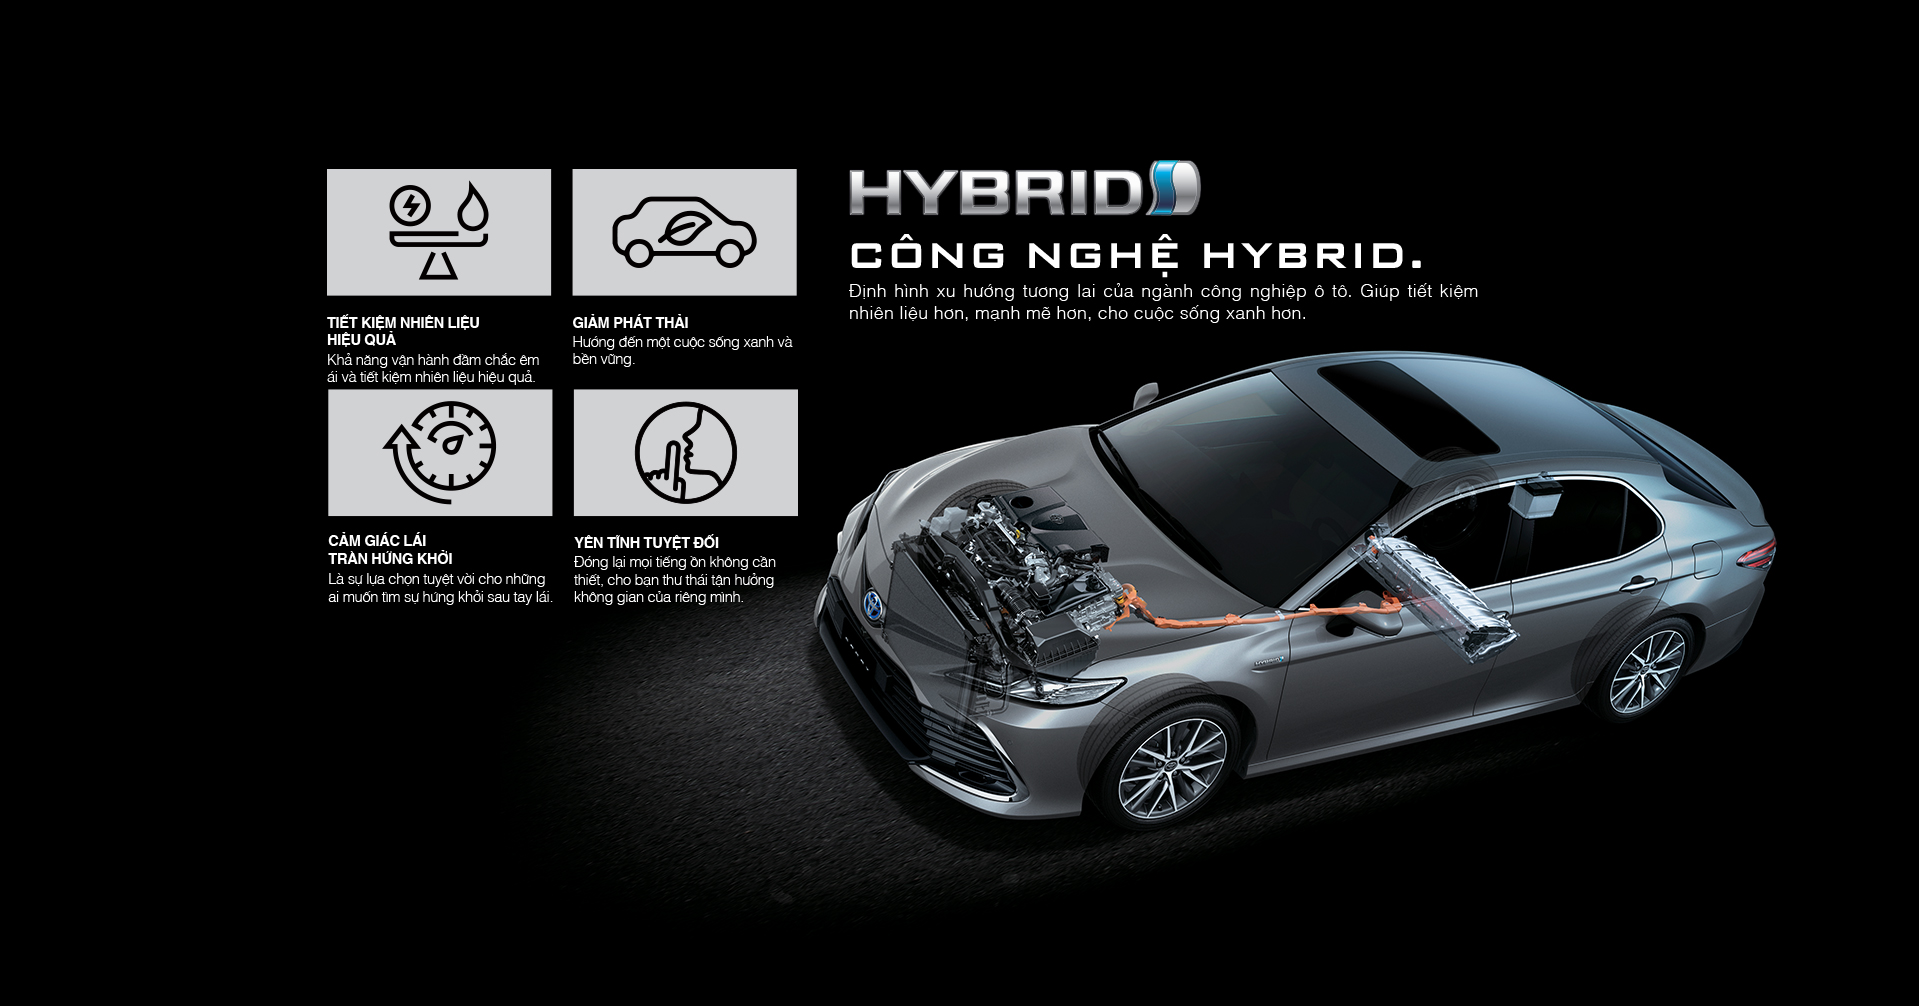 HYBRID
CÔNG NGHỆ HYBRID.
Định hình xu hướng tương lai của ngành công nghiệp ô tô. Giúp tiết kiệm
nhiên liệu hơn, mạnh mẽ hơn, cho cuộc sống xanh hơn.
TIẾT KIỆM NHIÊN LIỆU
HIỆU QUẢ
Khả năng vận hành đầm chắc êm
ái và tiết kiệm nhiên liệu hiệu quả.
GIẢM PHÁT THẢI
Hướng đến một cuộc sống xanh và
bền vững.
CẢM GIÁC LÁI
TRÀN HỨNG KHỞI
Là sự lựa chọn tuyệt vời cho những
ai muốn tìm sự hứng khởi sau tay lái.
YÊN TĨNH TUYỆT ĐỐI
Đóng lại mọi tiếng ồn không cần
thiết, cho bạn thư thái tận hưởng
không gian của riêng mình.
HYBRID